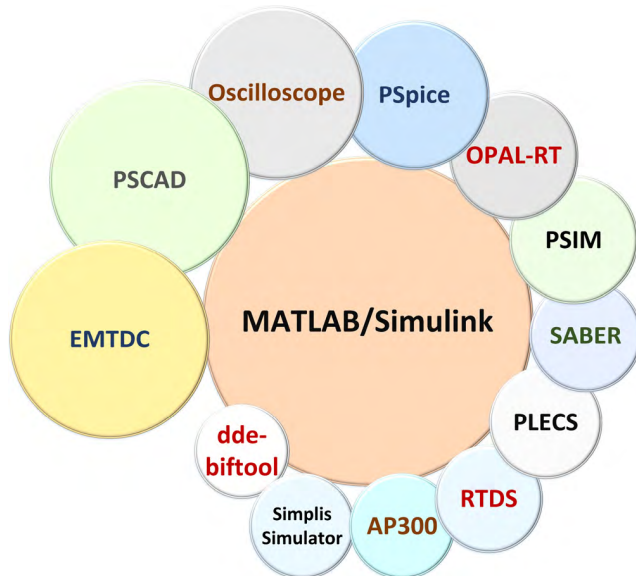 Oscilloscope
PSpice
OPAL-RT
PSCAD
PSIM
MATLAB/Simulink
EMTDC
SABER
PLECS
dde-
biftool
RTDS
Simplis
Simulator
AP300